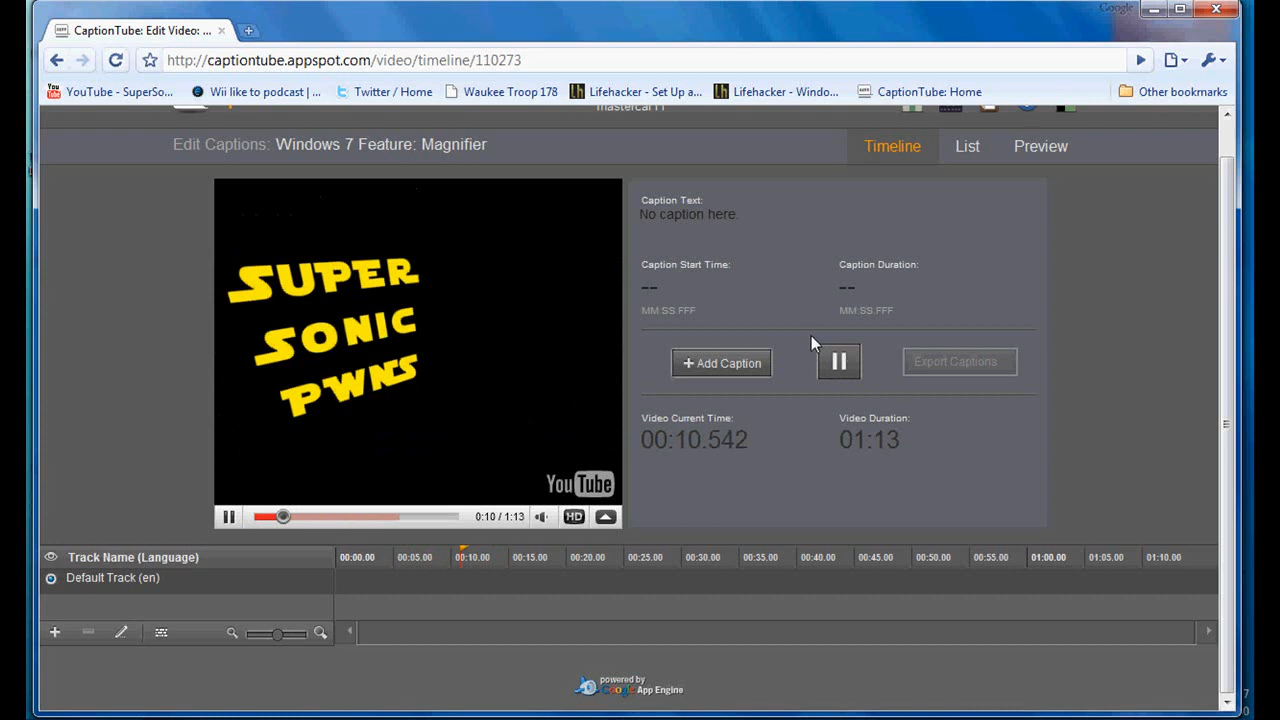 Google
CaptionTube: Edit Video: ...
http://captiontube.appspot.com/video/timeline/110273
YouTube - SuperSo...
Wii like to podcast | ...
Twitter / Home
Waukee Troop 178
Lifehacker - Set Up a...
Lifehacker - Windo...
CaptionTube: Home
Other bookmarks
Edit Captions: Windows 7 Feature: Magnifier
Timeline
List
Preview
SUPER
SONIC
PWNS
YouTube
0:10 / 1:13
HD
Caption Text:
No caption here.
Caption Start Time:
Caption Duration:
--
--
MM.SS.FFF
MM.SS.FFF
+ Add Caption
Export Captions
Video Current Time:
Video Duration:
00:10.542
01:13
Track Name (Language)
00:00.00 00:05.00 00:10.00 00:15.00 00:20.00 00:25.00 00:30.00 00:35.00 00:40.00 00:45.00 00:50.00 00:55.00 01:00.00 01:05.00 01:10.00
Default Track (en)
powered by
Google App Engine